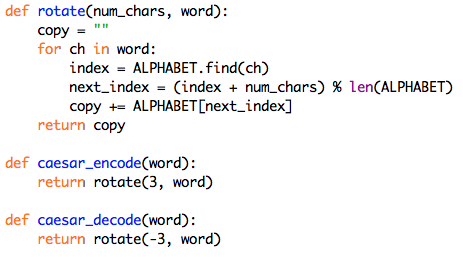 def rotate(num_chars, word):
    copy = ""
    for ch in word:
        index = ALPHABET.find(ch)
        next_index = (index + num_chars) % len(ALPHABET)
        copy += ALPHABET[next_index]
    return copy

def caesar_encode(word):
    return rotate(3, word)

def caesar_decode(word):
    return rotate(-3, word)